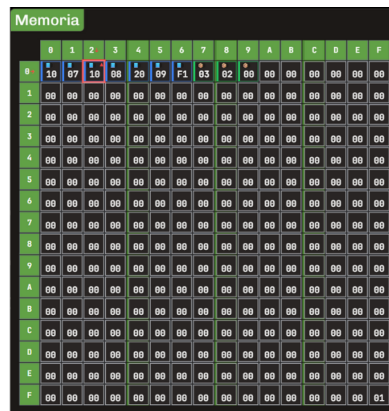 Memoria
0 1 2 3 4 5 6 7 8 9 A B C D E F
0 10 07 10 08 20 09 F1 03 02 00 00 00 00 00 00 00
1 00 00 00 00 00 00 00 00 00 00 00 00 00 00 00 00
2 00 00 00 00 00 00 00 00 00 00 00 00 00 00 00 00
3 00 00 00 00 00 00 00 00 00 00 00 00 00 00 00 00
4 00 00 00 00 00 00 00 00 00 00 00 00 00 00 00 00
5 00 00 00 00 00 00 00 00 00 00 00 00 00 00 00 00
6 00 00 00 00 00 00 00 00 00 00 00 00 00 00 00 00
7 00 00 00 00 00 00 00 00 00 00 00 00 00 00 00 00
8 00 00 00 00 00 00 00 00 00 00 00 00 00 00 00 00
9 00 00 00 00 00 00 00 00 00 00 00 00 00 00 00 00
A 00 00 00 00 00 00 00 00 00 00 00 00 00 00 00 00
B 00 00 00 00 00 00 00 00 00 00 00 00 00 00 00 00
C 00 00 00 00 00 00 00 00 00 00 00 00 00 00 00 00
D 00 00 00 00 00 00 00 00 00 00 00 00 00 00 00 00
E 00 00 00 00 00 00 00 00 00 00 00 00 00 00 00 00
F 00 00 00 00 00 00 00 00 00 00 00 00 00 00 00 01